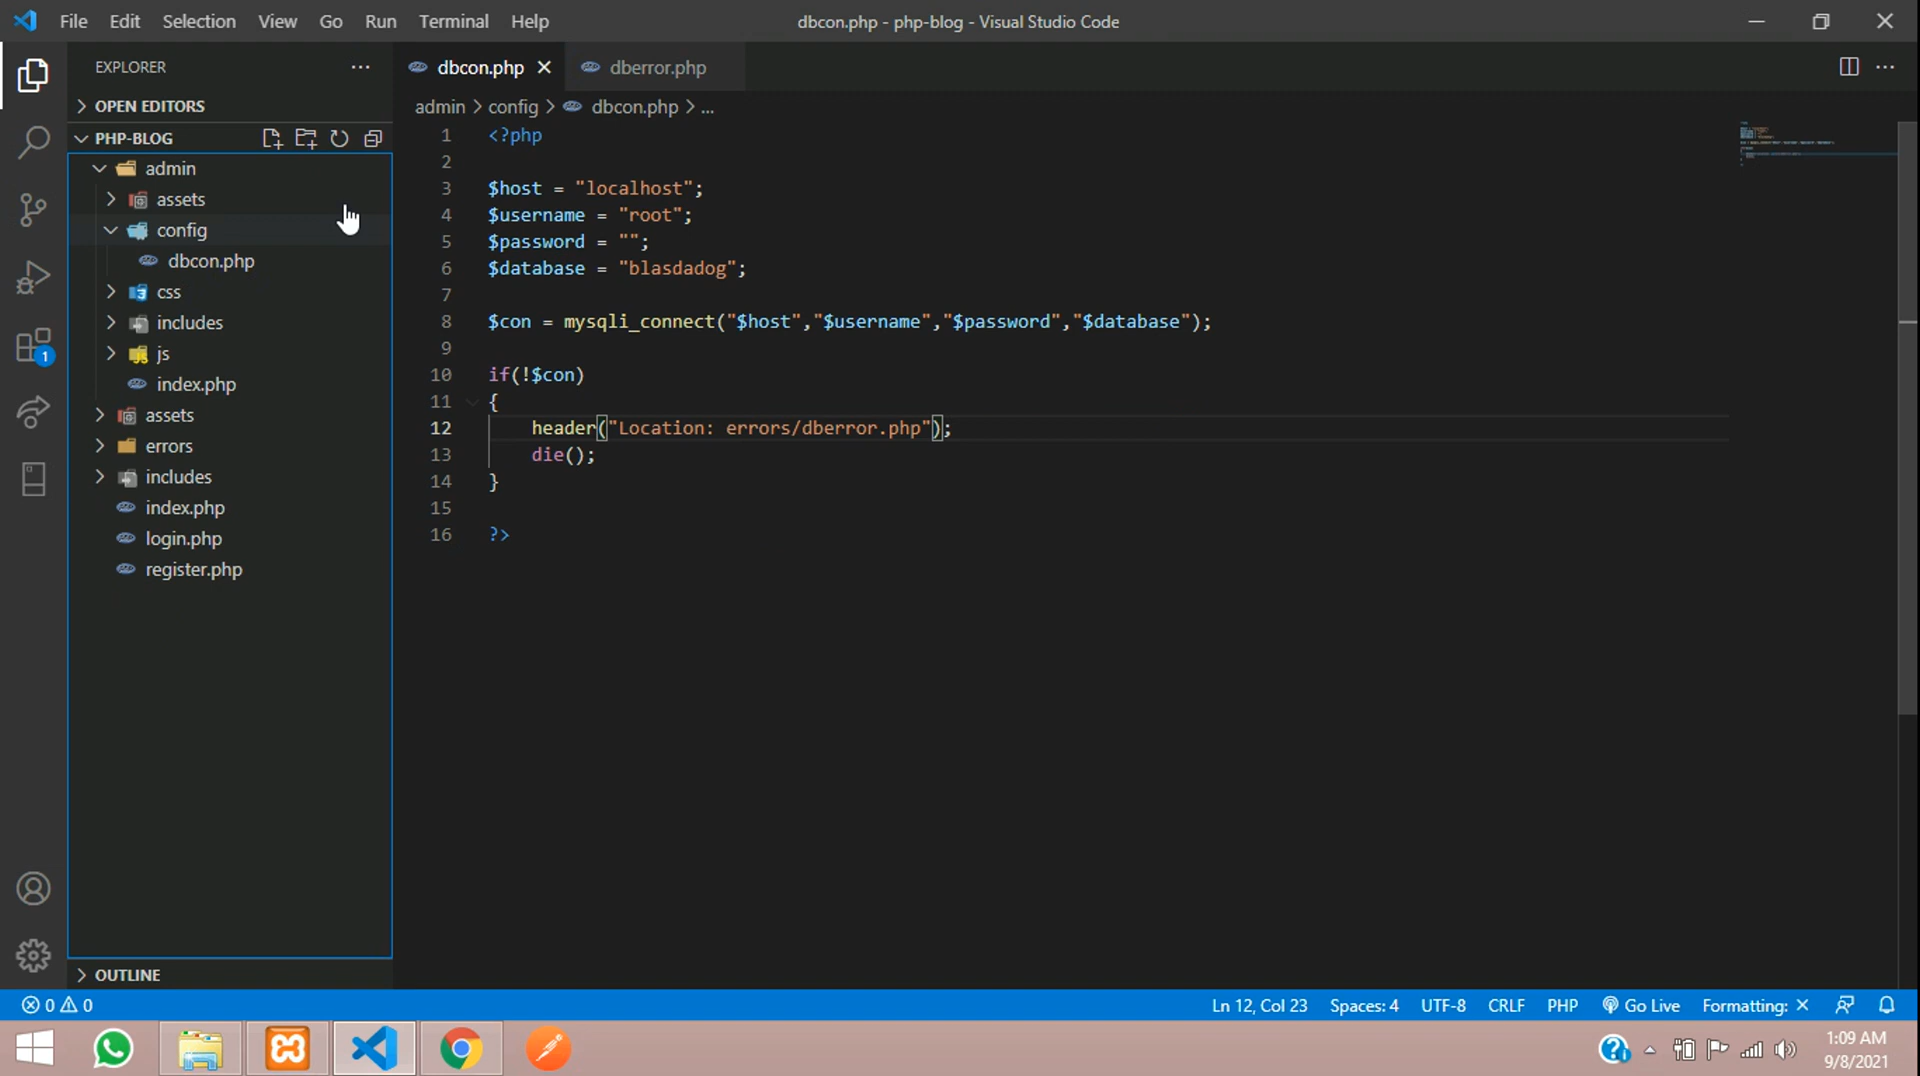 File Edit Selection View Go Run Terminal Help
dbcon.php - php-blog - Visual Studio Code
EXPLORER
OPEN EDITORS
PHP-BLOG
admin
assets
config
dbcon.php
css
includes
js
index.php
assets
errors
includes
index.php
login.php
register.php
OUTLINE
dbcon.php
dberror.php
admin > config > dbcon.php > ...
1 <?php
2
3 $host = "localhost";
4 $username = "root";
5 $password = "";
6 $database = "blasdadog";
7
8 $con = mysqli_connect("$host","$username","$password","$database");
9
10 if(!$con)
11 {
12 header("Location: errors/dberror.php");
13 die();
14 }
15
16 ?>
1
0 0
Ln 12, Col 23 Spaces: 4 UTF-8 CRLF PHP Go Live Formatting: ×
1:09 AM
9/8/2021